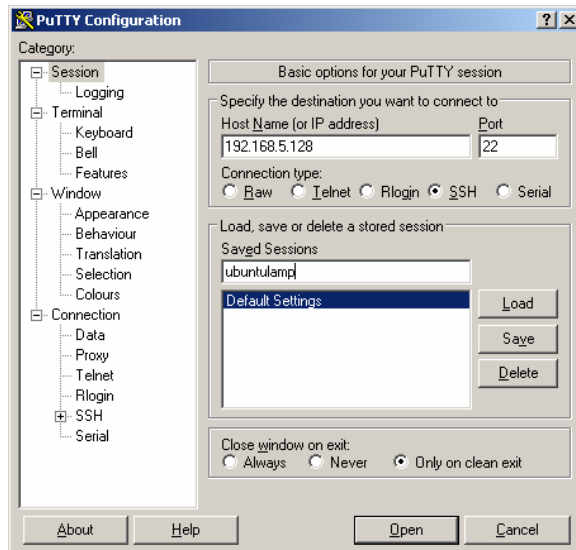 PuTTY Configuration
Category:
Session
Logging
Terminal
Keyboard
Bell
Features
Window
Appearance
Behaviour
Translation
Selection
Colours
Connection
Data
Proxy
Telnet
Rlogin
SSH
Serial
Basic options for your PuTTY session
Specify the destination you want to connect to
Host Name (or IP address) Port
192.168.5.128 22
Connection type:
Raw Telnet Rlogin SSH Serial
Load, save or delete a stored session
Saved Sessions
ubuntulamp
Default Settings
Load
Save
Delete
Close window on exit:
Always Never Only on clean exit
About Help Open Cancel